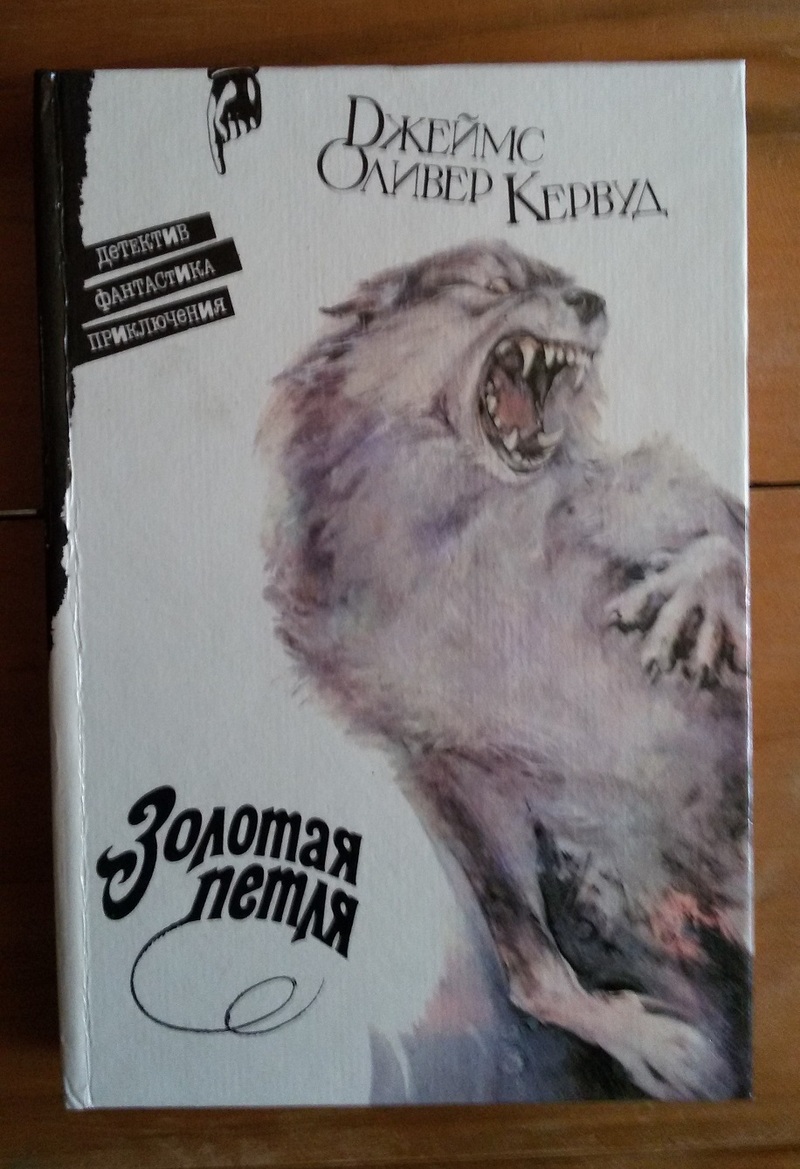 Джеймс
Оливер Кервуд
детектив
фантастика
приключения
Золотая
петля